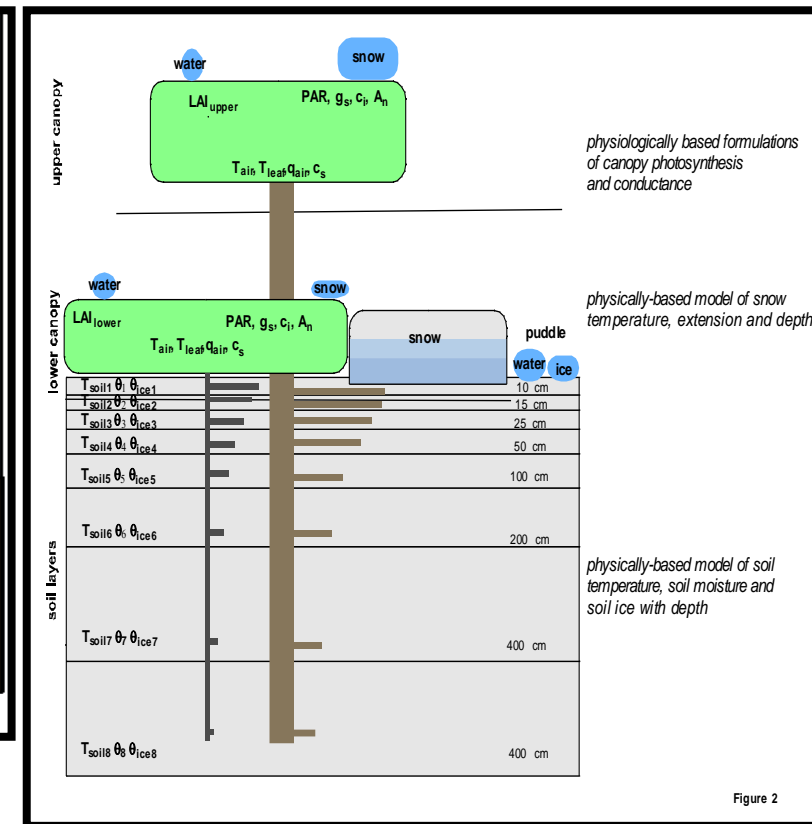 upper canopy
water
snow
LAIupper
PAR, gs, ci, An
Tair, Tleaf, qair, cs
physiologically based formulations
of canopy photosynthesis
and conductance
lower canopy
water
snow
LAIlower
PAR, gs, ci, An
Tair, Tleaf, qair, cs
snow
puddle
water
ice
physically-based model of snow
temperature, extension and depth
soil layers
Tsoil1 θ1 θice1
10 cm
Tsoil2 θ2 θice2
15 cm
Tsoil3 θ3 θice3
25 cm
Tsoil4 θ4 θice4
50 cm
Tsoil5 θ5 θice5
100 cm
Tsoil6 θ6 θice6
200 cm
physically-based model of soil
temperature, soil moisture and
soil ice with depth
Tsoil7 θ7 θice7
400 cm
Tsoil8 θ8 θice8
400 cm
Figure 2